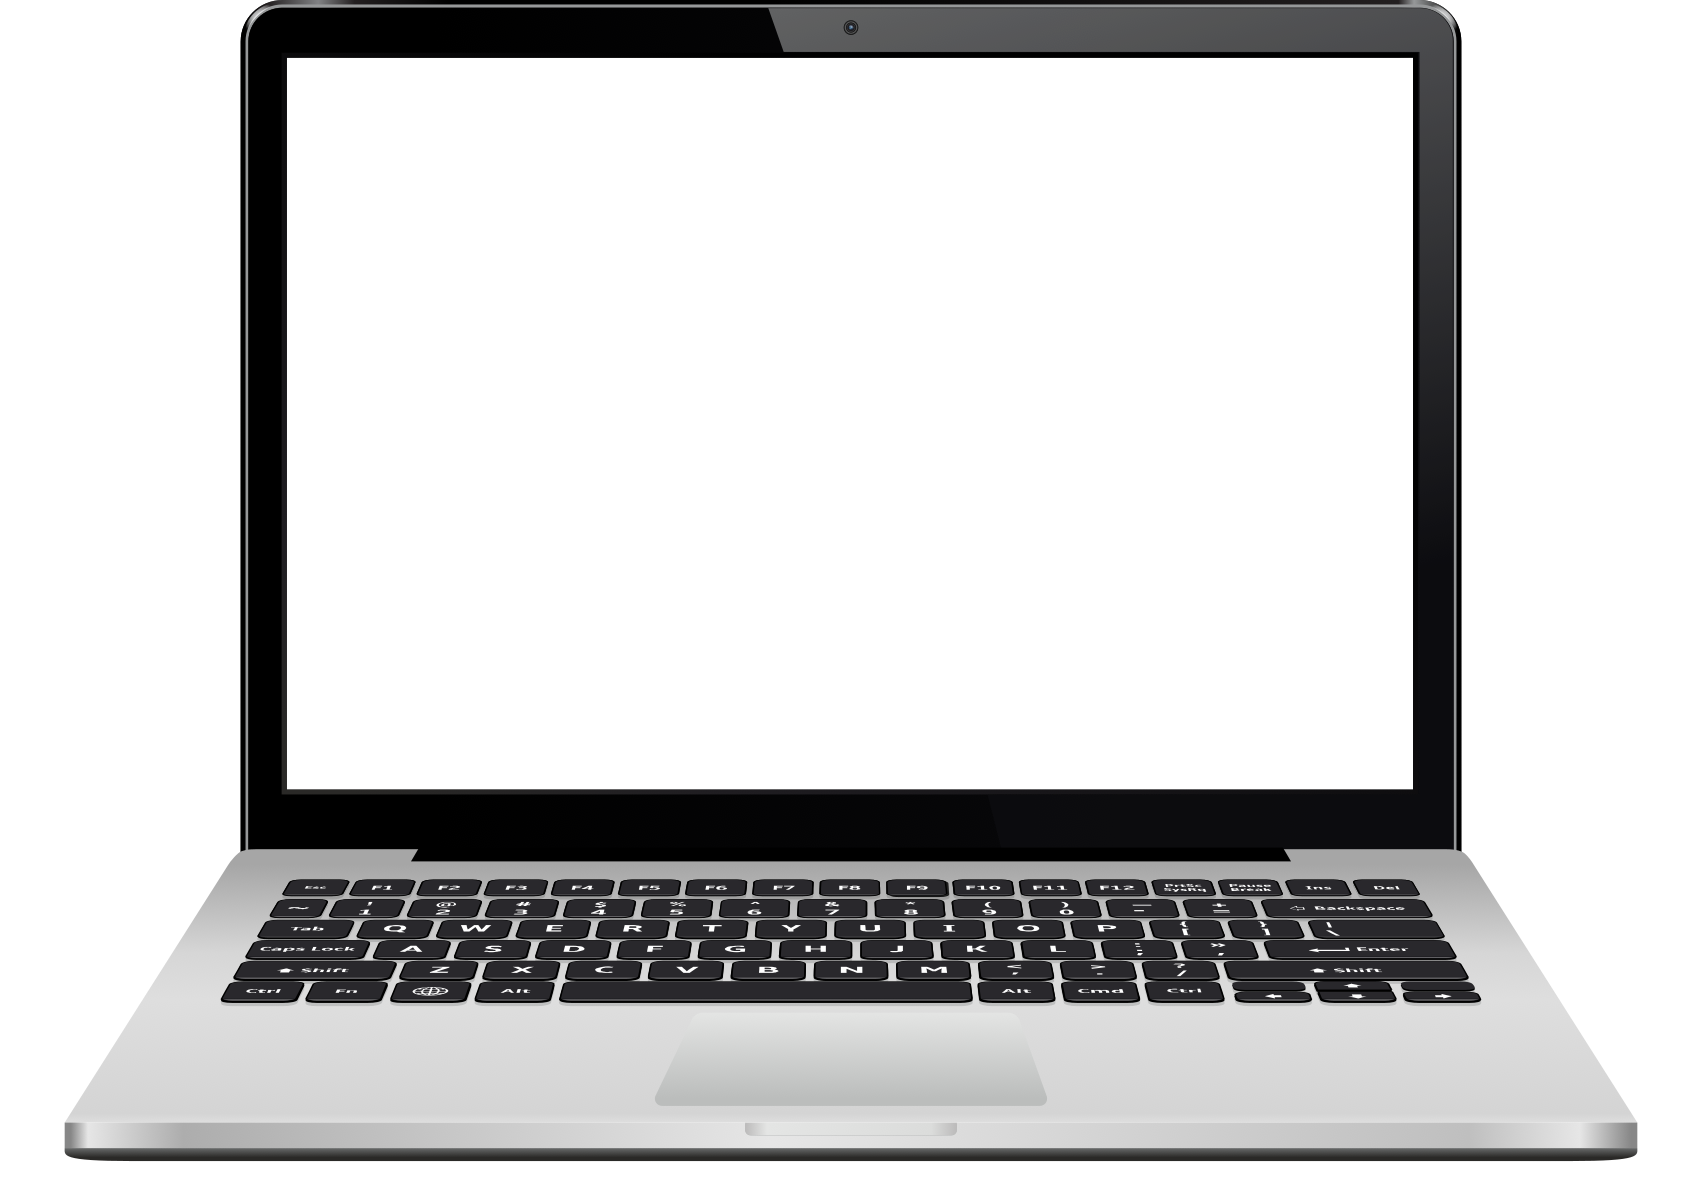 Esc F1 F2 F3 F4 F5 F6 F7 F8 F9 F10 F11 F12 PrtSc SysRq Pause Break Ins Del
~ ! 1 @ 2 # 3 $ 4 % 5 ^ 6 & 7 * 8 ( 9 ) 0 — - + = Backspace
Tab Q W E R T Y U I O P { [ } ] | \
Caps Lock A S D F G H J K L : ; " , Enter
Shift Z X C V B N M < , > . ? / Shift
Ctrl Fn Alt Alt Cmd Ctrl